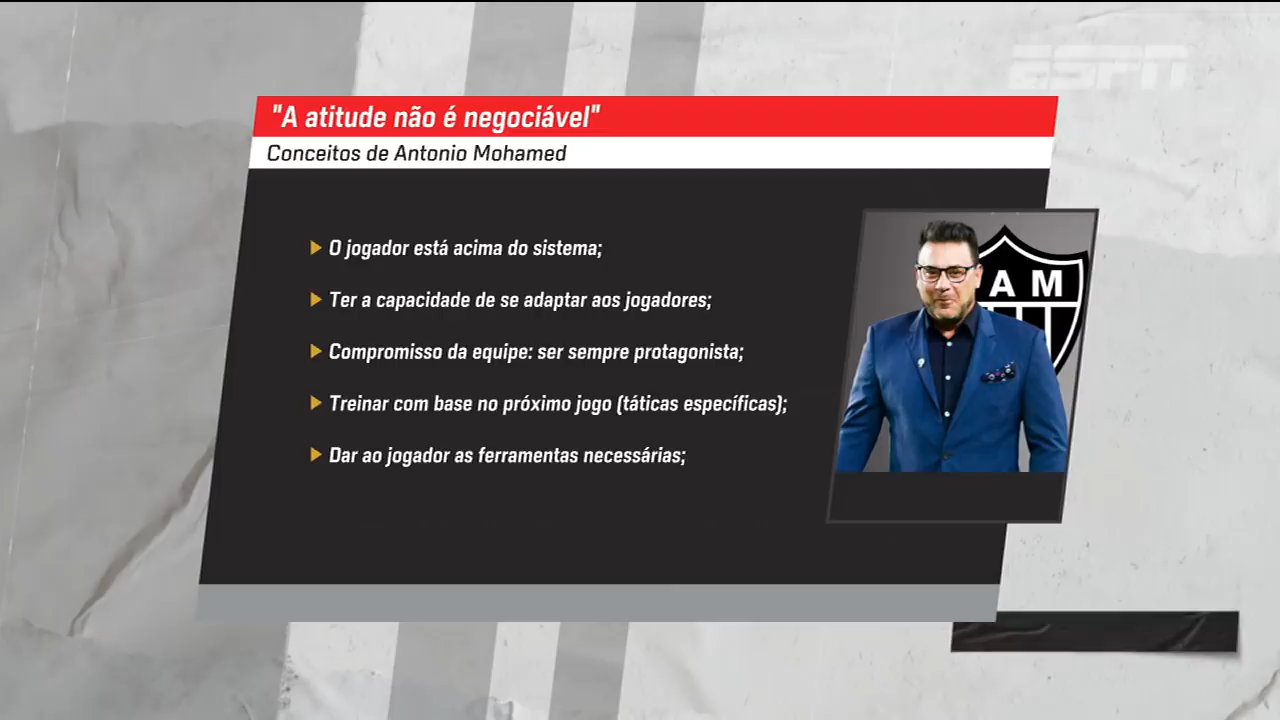 ESPN
"A atitude não é negociável"
Conceitos de Antonio Mohamed
O jogador está acima do sistema;
Ter a capacidade de se adaptar aos jogadores;
Compromisso da equipe: ser sempre protagonista;
Treinar com base no próximo jogo (táticas específicas);
Dar ao jogador as ferramentas necessárias;
A M